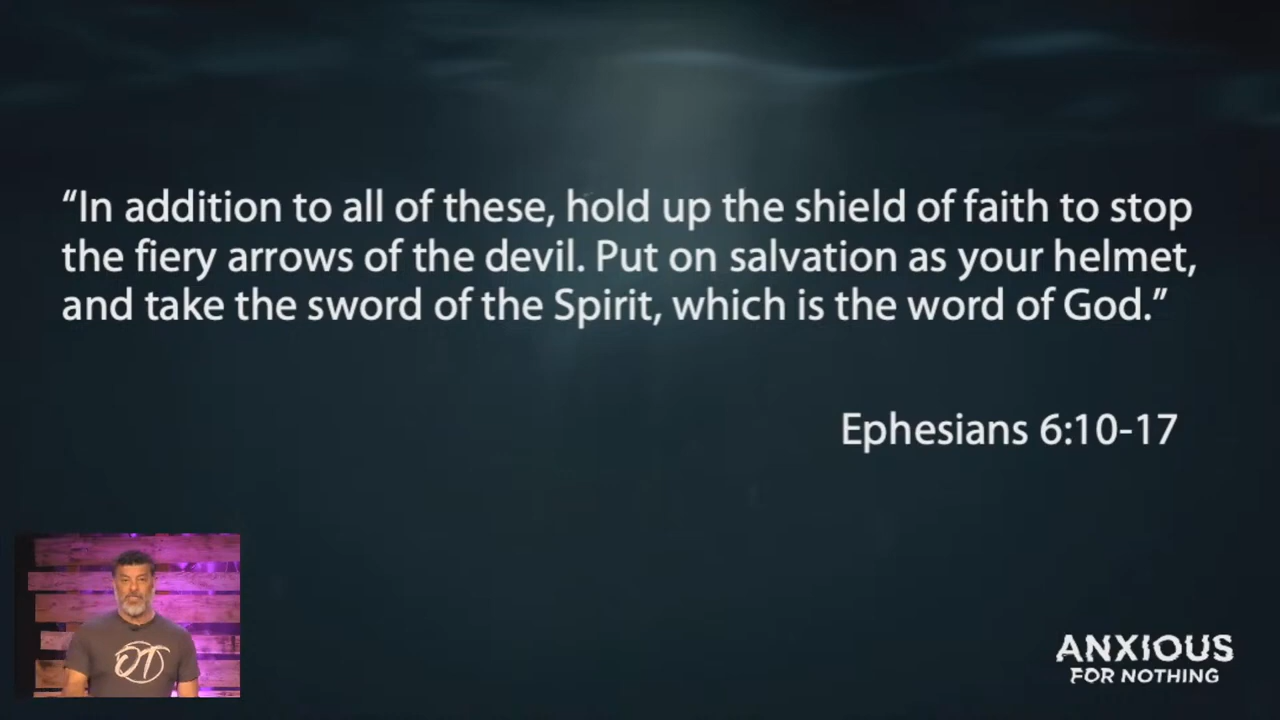 “In addition to all of these, hold up the shield of faith to stop
the fiery arrows of the devil. Put on salvation as your helmet,
and take the sword of the Spirit, which is the word of God.”
Ephesians 6:10-17
OT
ANXIOUS
FOR NOTHING